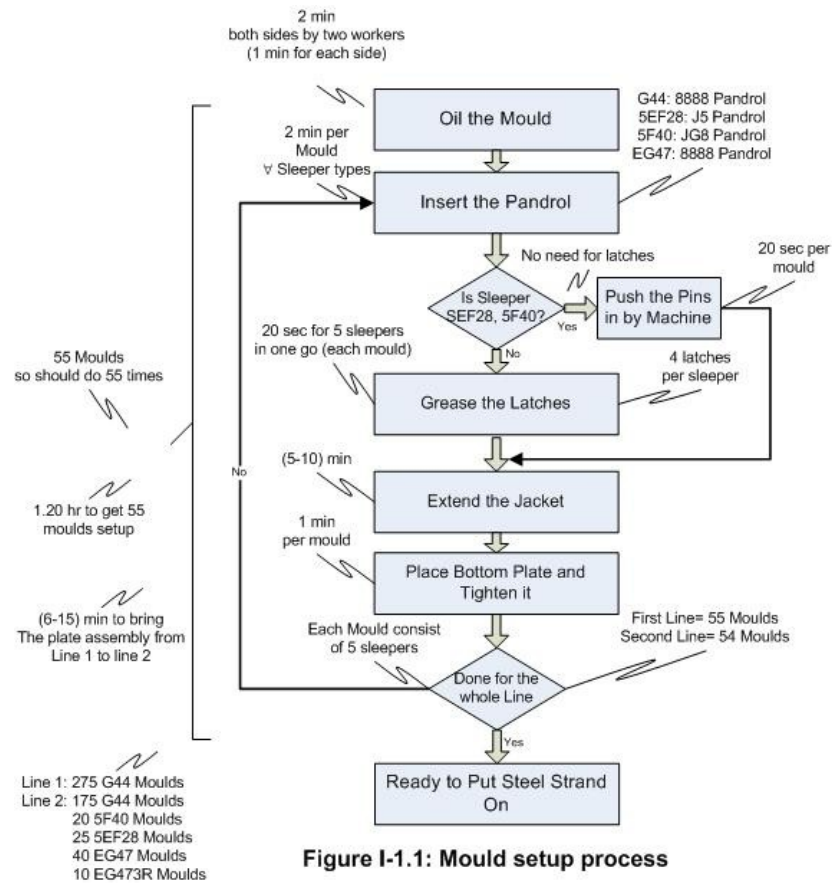 2 min
both sides by two workers
(1 min for each side)
Oil the Mould
G44: 8888 Pandrol
5EF28: J5 Pandrol
5F40: JG8 Pandrol
EG47: 8888 Pandrol
2 min per
Mould
∀ Sleeper types
Insert the Pandrol
No need for latches
20 sec per
mould
Is Sleeper
SEF28, 5F40?
Yes
Push the Pins
in by Machine
No
20 sec for 5 sleepers
in one go (each mould)
4 latches
per sleeper
Grease the Latches
55 Moulds
so should do 55 times
No
(5-10) min
Extend the Jacket
1.20 hr to get 55
moulds setup
1 min
per mould
Place Bottom Plate and
Tighten it
(6-15) min to bring
The plate assembly from
Line 1 to line 2
Each Mould consist
of 5 sleepers
First Line= 55 Moulds
Second Line= 54 Moulds
Done for the
whole Line
Yes
Ready to Put Steel Strand
On
Line 1: 275 G44 Moulds
Line 2: 175 G44 Moulds
20 5F40 Moulds
25 5EF28 Moulds
40 EG47 Moulds
10 EG473R Moulds
Figure I-1.1: Mould setup process